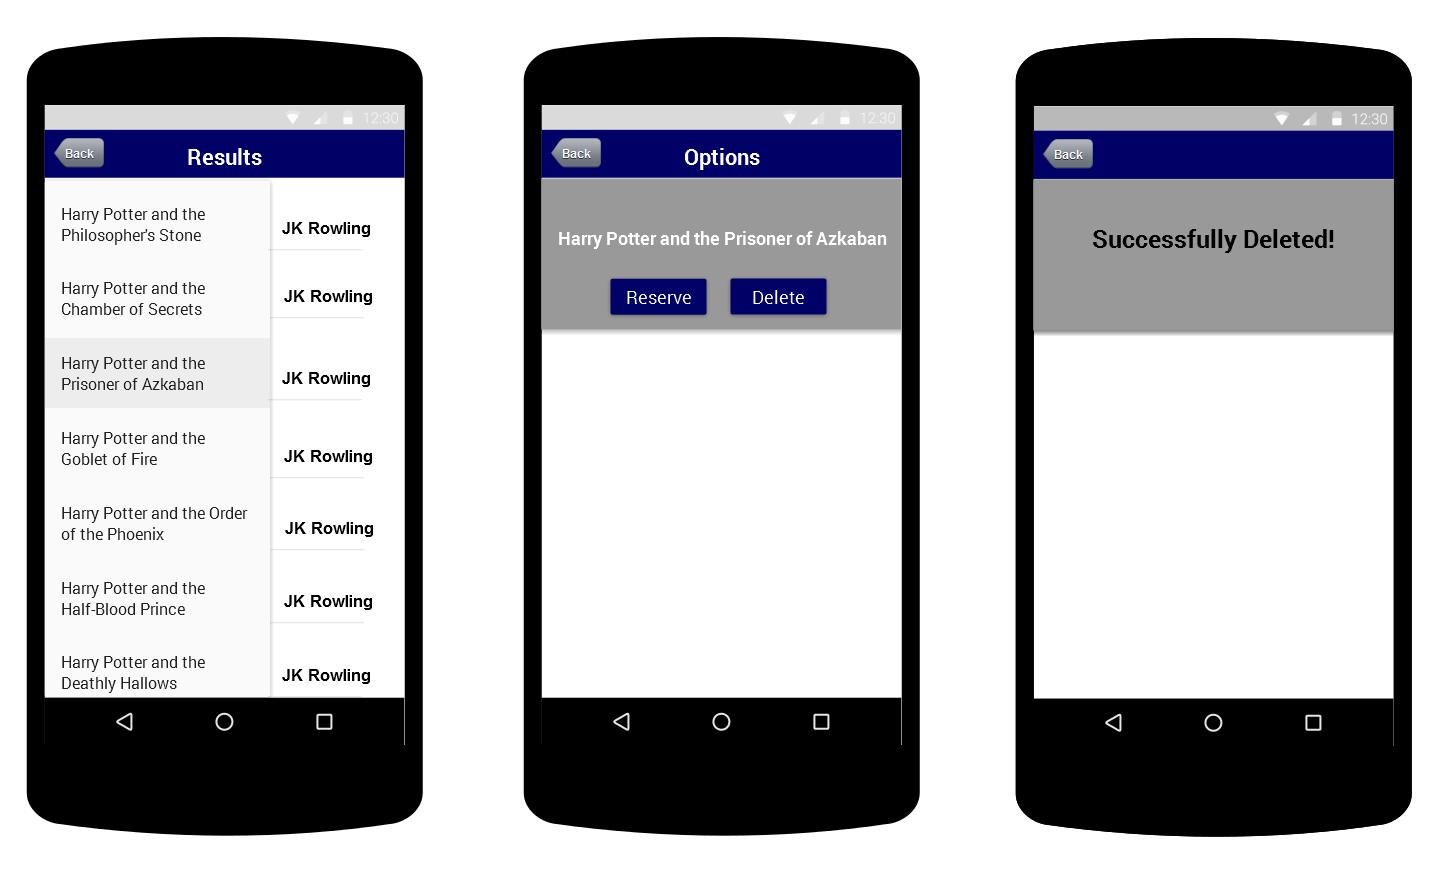 12:30
Back
Results
Harry Potter and the
Philosopher's Stone
JK Rowling
Harry Potter and the
Chamber of Secrets
JK Rowling
Harry Potter and the
Prisoner of Azkaban
JK Rowling
Harry Potter and the
Goblet of Fire
JK Rowling
Harry Potter and the Order
of the Phoenix
JK Rowling
Harry Potter and the
Half-Blood Prince
JK Rowling
Harry Potter and the
Deathly Hallows
JK Rowling
12:30
Back
Options
Harry Potter and the Prisoner of Azkaban
Reserve
Delete
12:30
Back
Successfully Deleted!